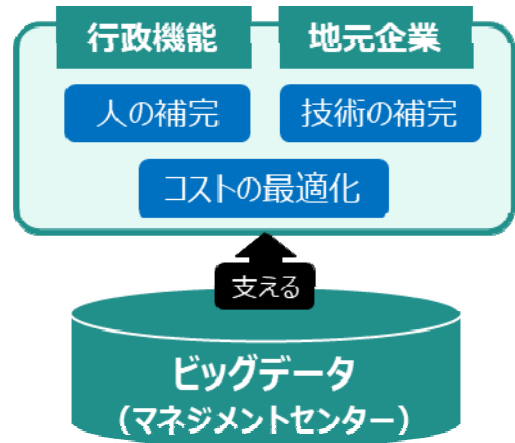 行政機能 地元企業
人の補完 技術の補完
コストの最適化
支える
ビッグデータ
(マネジメントセンター)